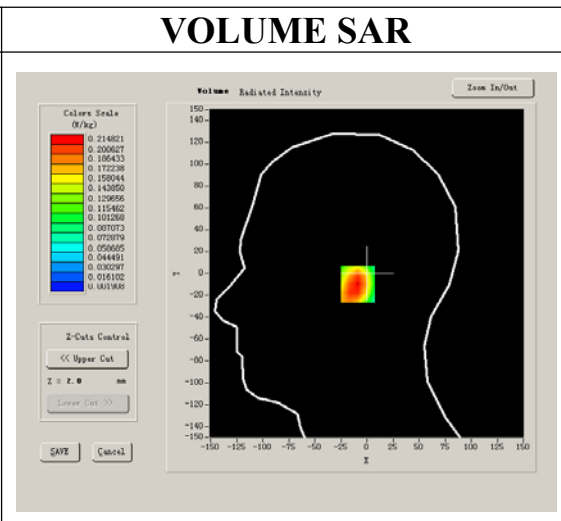 VOLUME SAR
Volume Radiated Intensity
Zoom In/Out
Colors Scale
(W/kg)
0.214821
0.200627
0.186433
0.172238
0.158044
0.143850
0.129656
0.115462
0.101268
0.087073
0.072879
0.058685
0.044491
0.030297
0.016102
0.001908
150
140
100
80
60
40
20
0
-20
-40
-60
-80
-100
-120
-140
-150
Y
-150 -125 -100 -75 -50 -25 0 25 50 75 100 125 150
X
Z-Cuts Control
<< Upper Cut
Z = 2.0 mm
Lower Cut >>
SAVE
Cancel